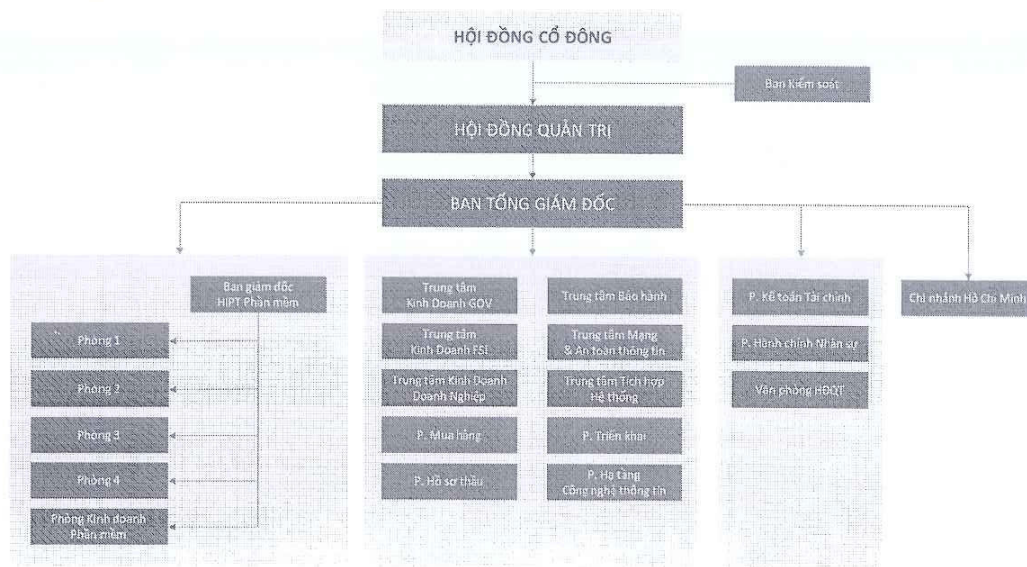 HỘI ĐỒNG CỔ ĐÔNG
Ban Kiểm soát
HỘI ĐỒNG QUẢN TRỊ
BAN TỔNG GIÁM ĐỐC
Ban giám đốc
HIPT Phần mềm
Phòng 1
Phòng 2
Phòng 3
Phòng 4
Phòng Kinh doanh
Phần mềm
Trung tâm
Kinh Doanh GOV
Trung tâm
Kinh Doanh FSI
Trung tâm Kinh Doanh
Doanh Nghiệp
P. Mua hàng
P. Hồ sơ thầu
Trung tâm Bảo hành
Trung tâm Mạng
& An toàn thông tin
Trung tâm Tích hợp
Hệ thống
P. Triển khai
P. Hạ tầng
Công nghệ thông tin
P. Kế toán Tài chính
P. Hành chính Nhân sự
Văn phòng HĐQT
Chi nhánh Hồ Chí Minh